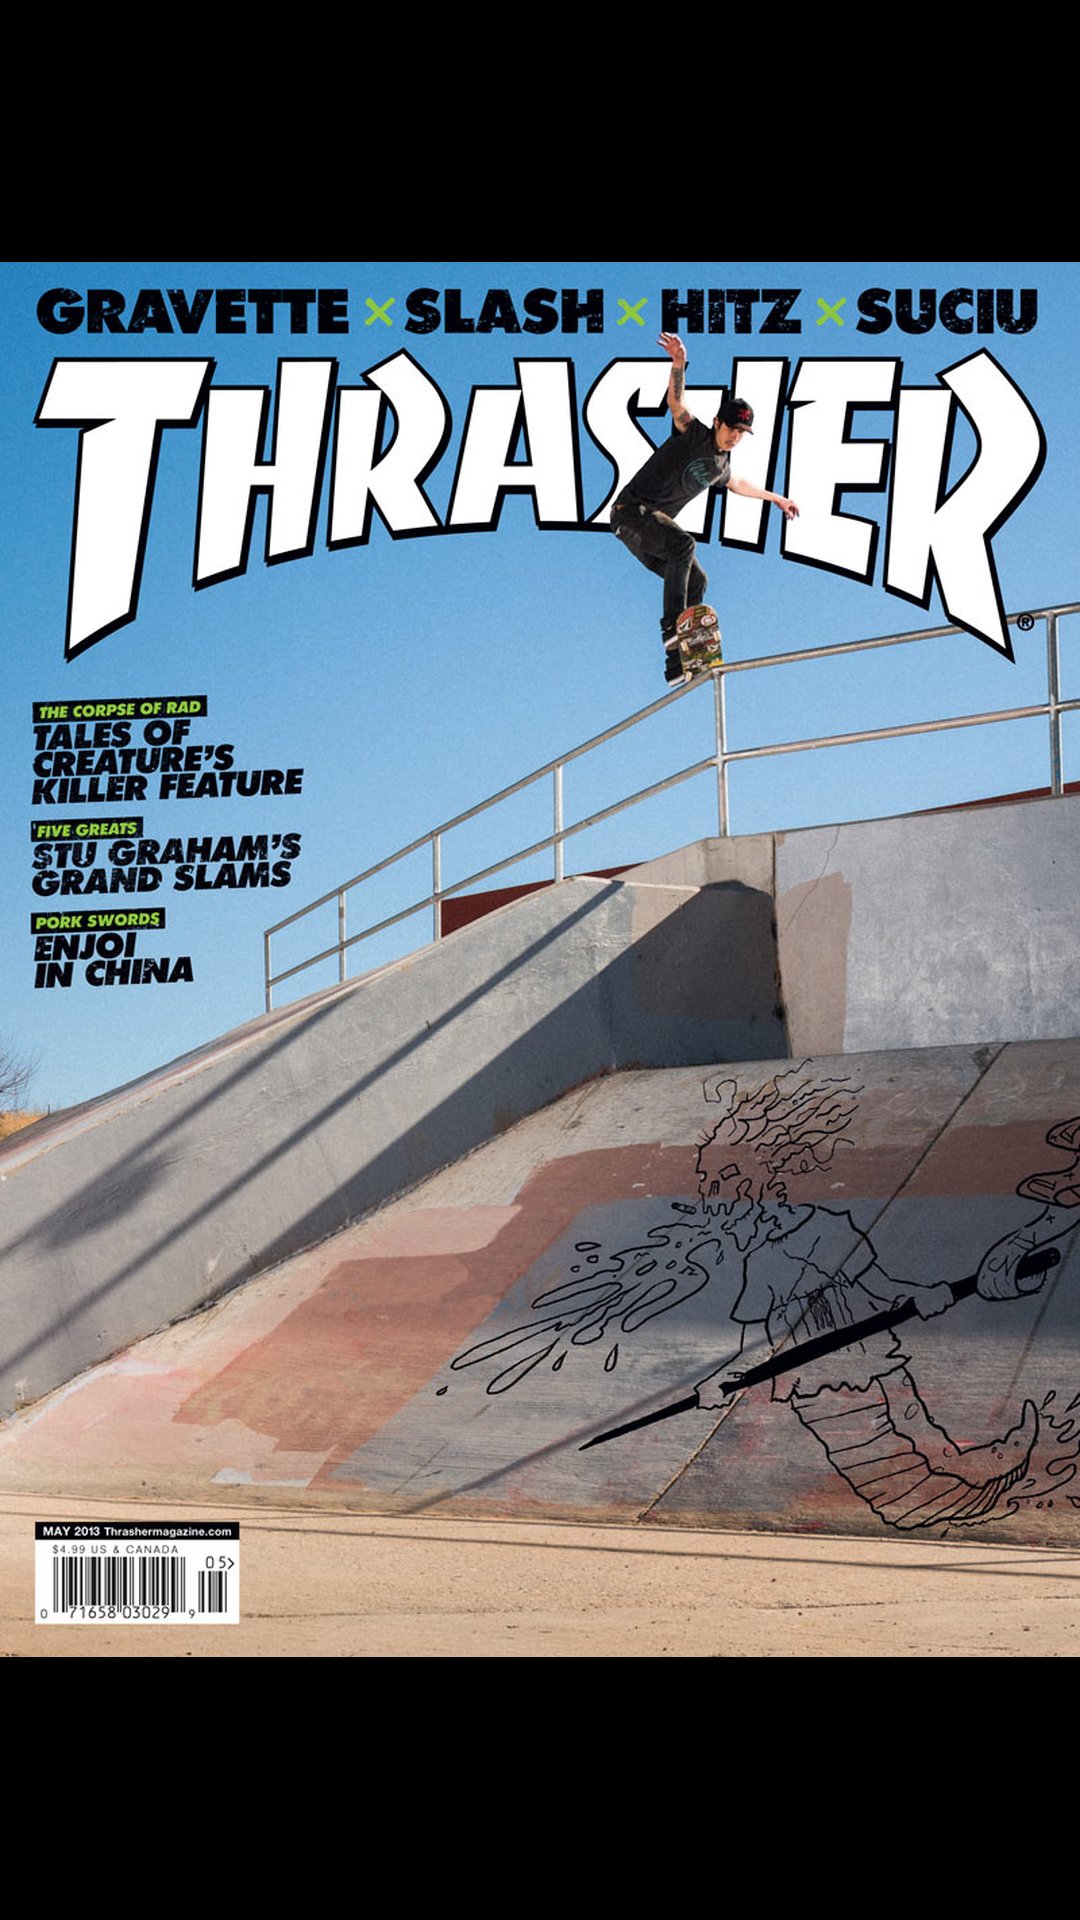 GRAVETTE × SLASH × HITZ × SUCIU
THRASHER
®
THE CORPSE OF RAD
TALES OF
CREATURE'S
KILLER FEATURE
FIVE GREATS
STU GRAHAM'S
GRAND SLAMS
PORK SWORDS
ENJOI
IN CHINA
MAY 2013 Thrashermagazine.com
$4.99 US & CANADA
05>
0 71658 03029 9